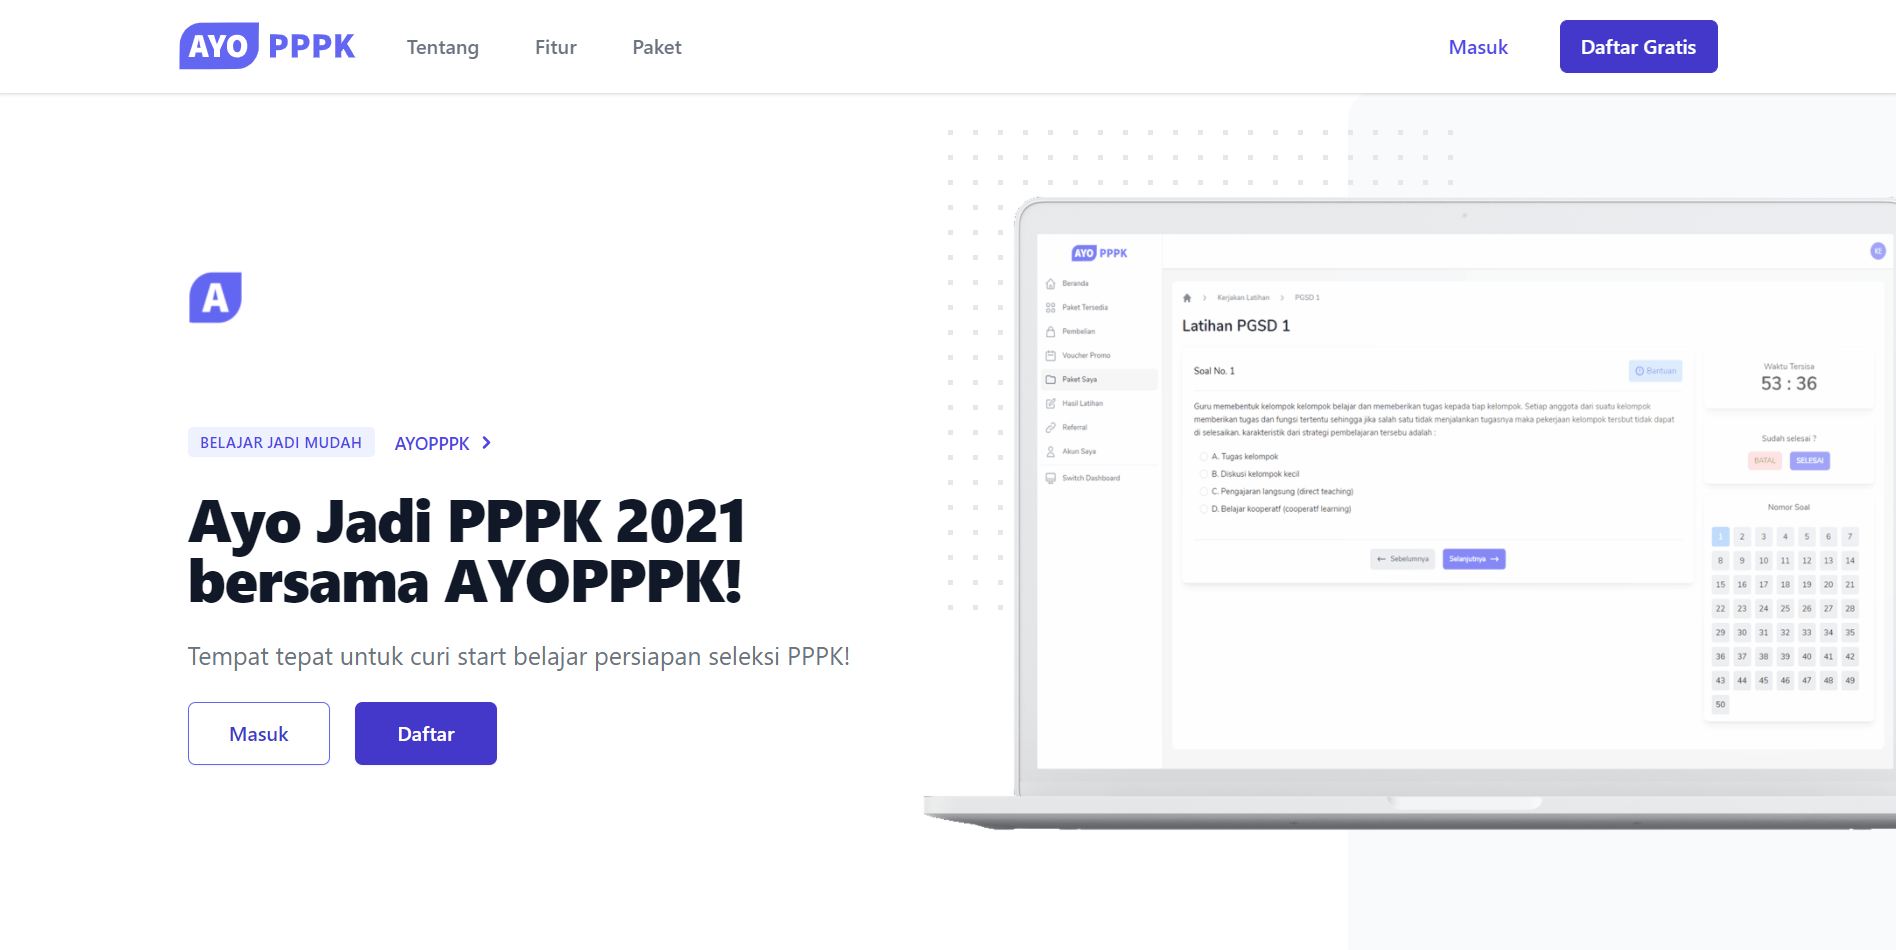 AYO PPPK
Tentang
Fitur
Paket
Masuk
Daftar Gratis
A
BELAJAR JADI MUDAH
AYOPPPK
Ayo Jadi PPPK 2021
bersama AYOPPPK!
Tempat tepat untuk curi start belajar persiapan seleksi PPPK!
Masuk
Daftar
AYO PPPK
KE
Beranda
Paket Tersedia
Pembelian
Voucher Promo
Paket Saya
Hasil Latihan
Referral
Akun Saya
Switch Dashboard
Kerjakan Latihan
PGSD 1
Latihan PGSD 1
Soal No. 1
Bantuan
Guru memebentuk kelompok kelompok belajar dan memeberikan tugas kepada tiap kelompok. Setiap anggota dari suatu kelompok
memberikan tugas dan fungsi tertentu sehingga jika salah satu tidak menjalankan tugasnya maka pekerjaan kelompok tersbut tidak dapat
di selesaikan. karakteristik dari strategi pembelajaran tersebu adalah :
A. Tugas kelompok
B. Diskusi kelompok kecil
C. Pengajaran langsung (direct teaching)
D. Belajar kooperatf (cooperatf learning)
Sebelumnya
Selanjutnya
Waktu Tersisa
53 : 36
Sudah selesai ?
BATAL
SELESAI
Nomor Soal
1 2 3 4 5 6 7
8 9 10 11 12 13 14
15 16 17 18 19 20 21
22 23 24 25 26 27 28
29 30 31 32 33 34 35
36 37 38 39 40 41 42
43 44 45 46 47 48 49
50